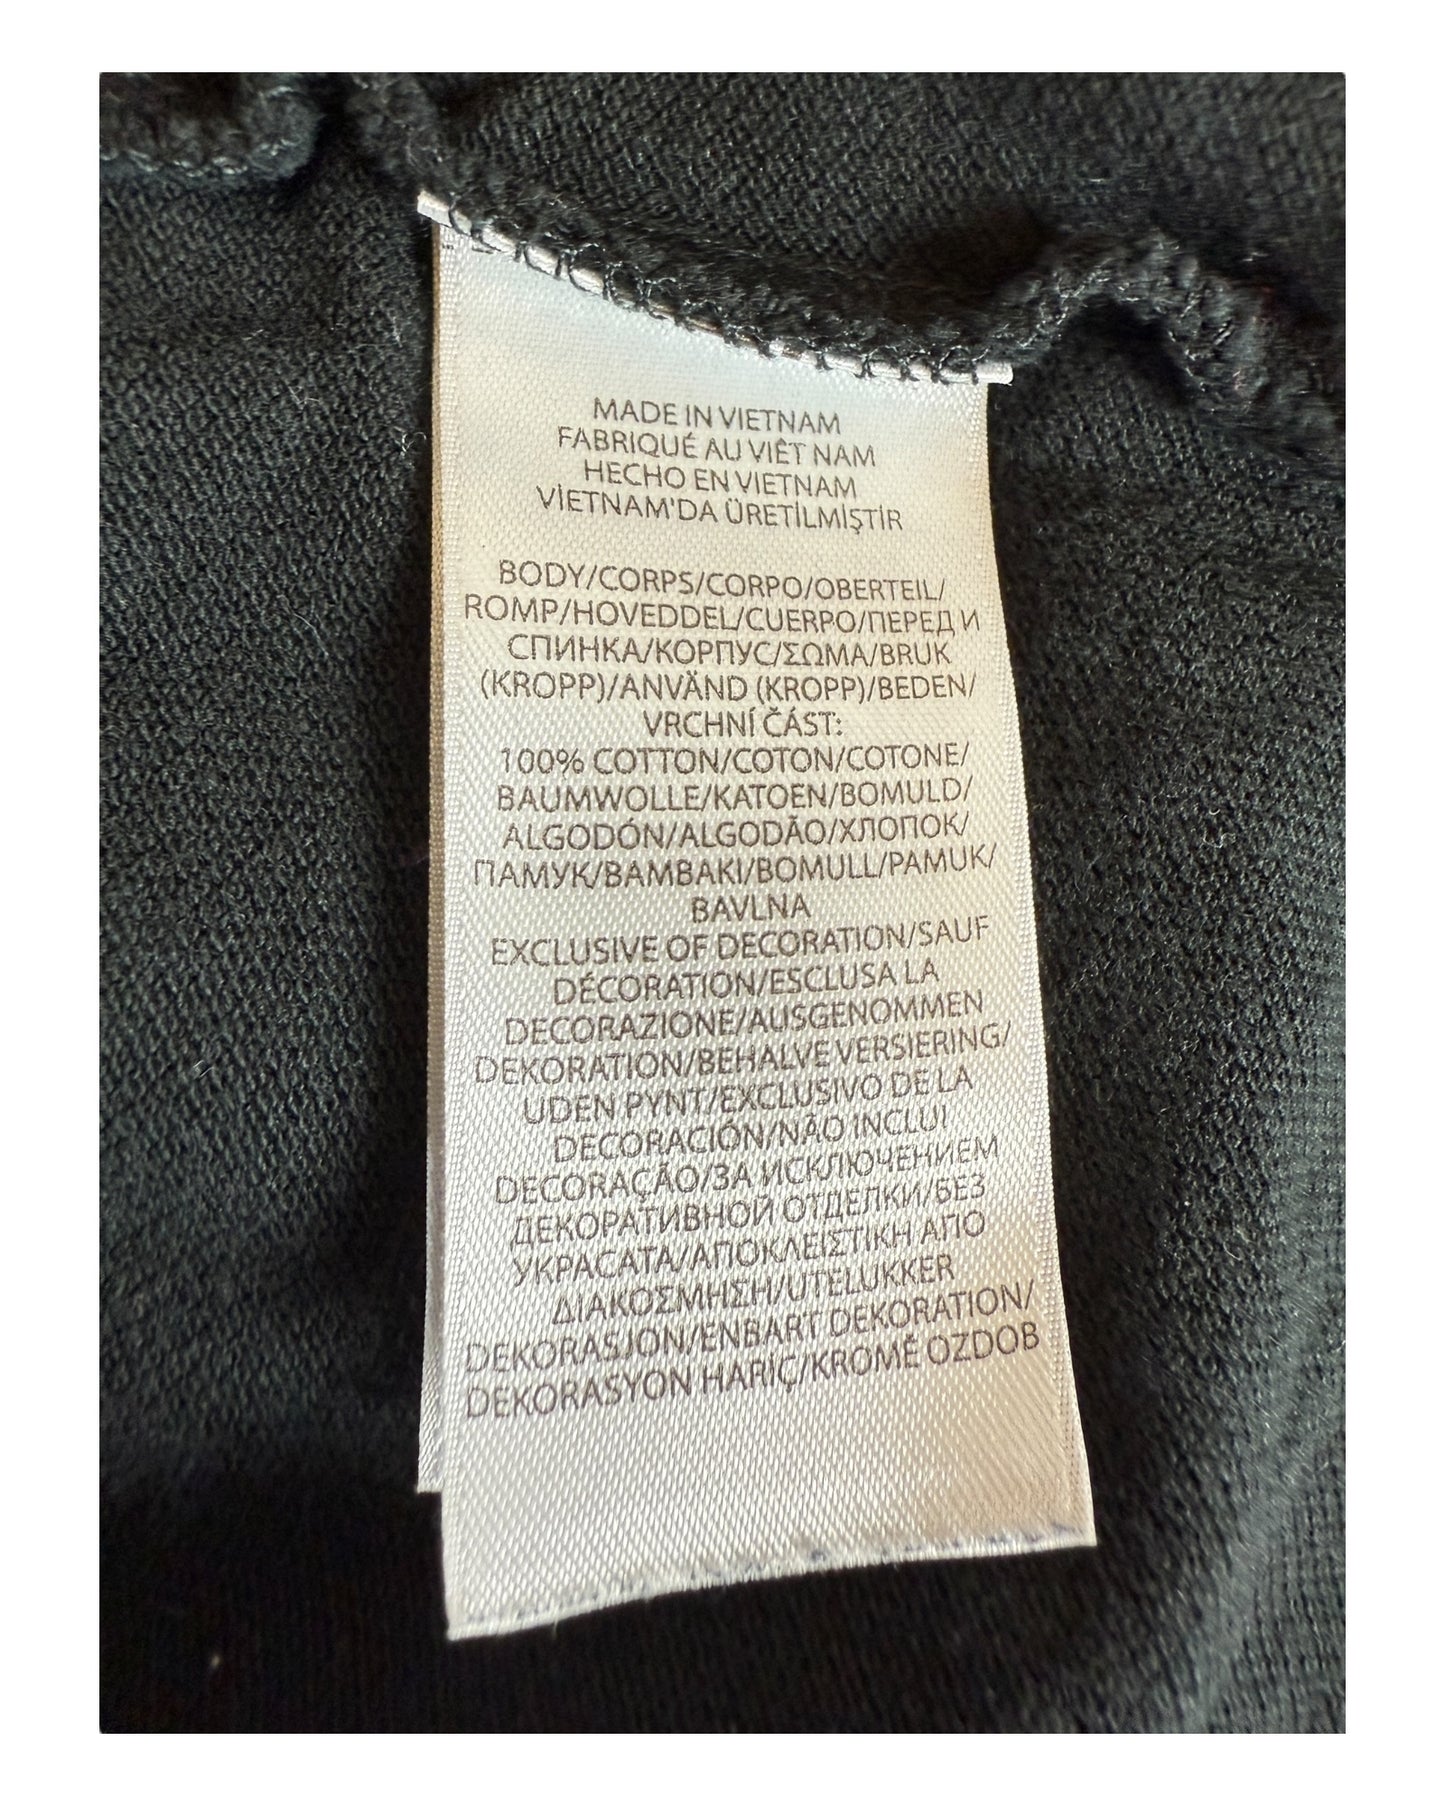 MADE IN VIETNAM
FABRIQUÉ AU VIÊT NAM
HECHO EN VIETNAM
VİETNAM'DA ÜRETİLMİŞTİR
BODY/CORPS/CORPO/OBERTEIL/
ROMP/HOVEDDEL/CUERPO/ПЕРЕД И
СПИНКА/КОРПУС/ΣΩΜΑ/BRUK
(KROPP)/ANVÄND (KROPP)/BEDEN/
VRCHNÍ ČÁST:
100% COTTON/COTON/COTONE/
BAUMWOLLE/KATOEN/BOMULD/
ALGODÓN/ALGODÃO/ХЛОПОК/
ПАМУК/BAMBAKI/BOMULL/PAMUK/
BAVLNA
EXCLUSIVE OF DECORATION/SAUF
DÉCORATION/ESCLUSA LA
DECORAZIONE/AUSGENOMMEN
DEKORATION/BEHALVE VERSIERING/
UDEN PYNT/EXCLUSIVO DE LA
DECORACIÓN/NÃO INCLUI
DECORAÇÃO/ЗА ИСКЛЮЧЕНИЕМ
ДЕКОРАТИВНОЙ ОТДЕЛКИ/БЕЗ
УКРАСАТА/ΑΠΟΚΛΕΙΣΤΙΚΗ ΑΠΟ
ΔΙΑΚΟΣΜΗΣΗ/UTELUKKER
DEKORASJON/ENBART DEKORATION/
DEKORASYON HARİÇ/KROMĚ OZDOB